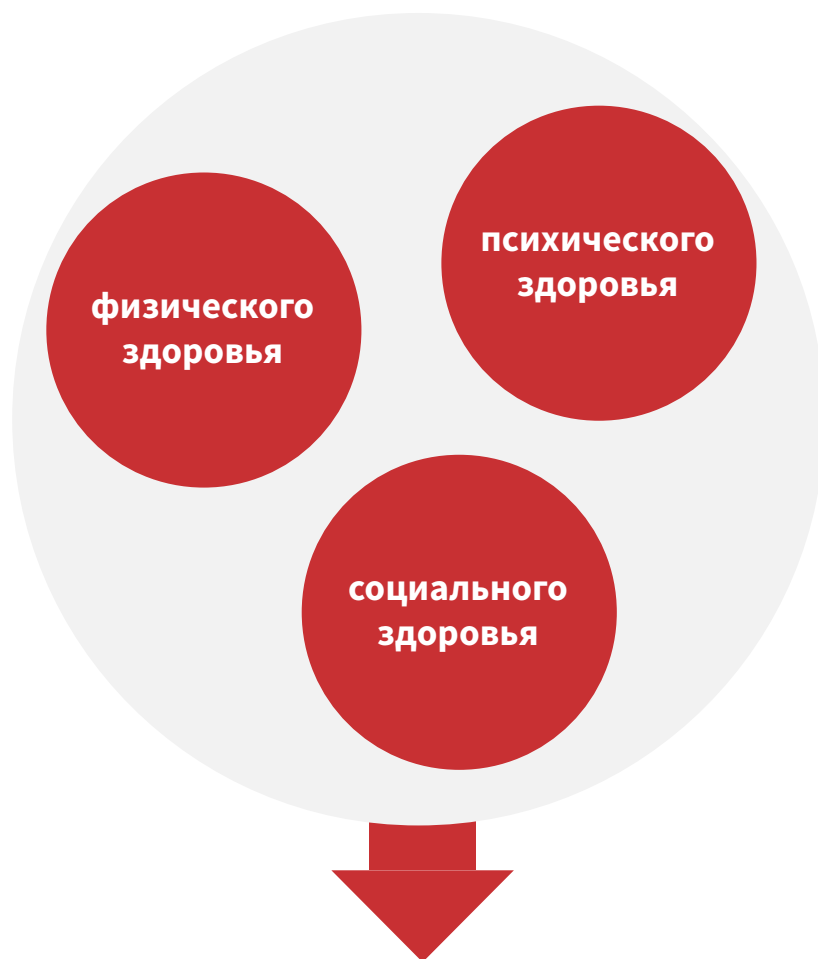 физического
здоровья
психического
здоровья
социального
здоровья